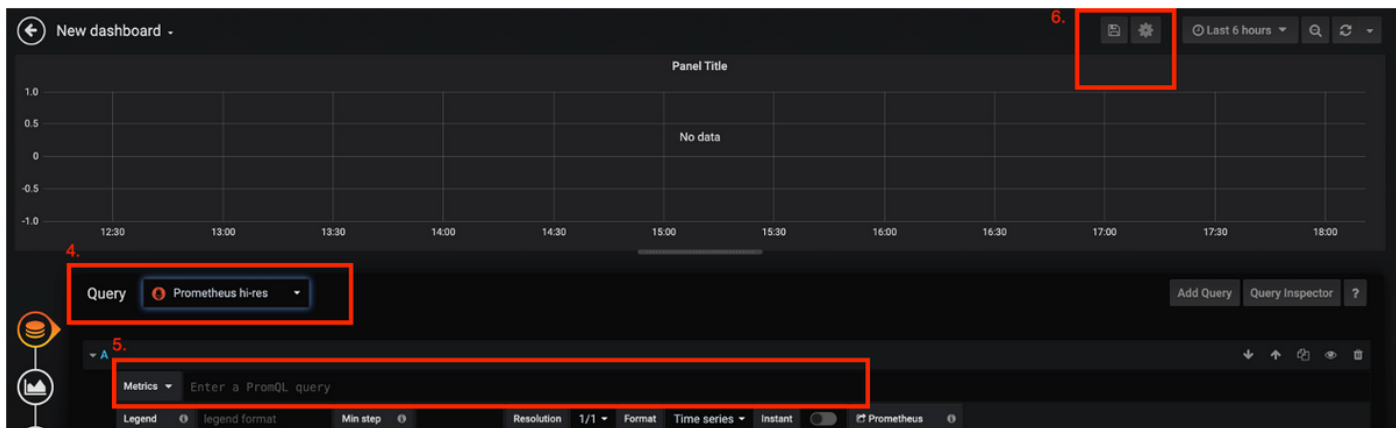 New dashboard
6.
Last 6 hours
Panel Title
1.0
0.5
No data
0
-0.5
-1.0
12:30 13:00 13:30 14:00 14:30 15:00 15:30 16:00 16:30 17:00 17:30 18:00
4.
Query Prometheus hi-res Add Query Query Inspector ?
5.
A
Metrics Enter a PromQL query
Legend legend format Min step Resolution 1/1 Format Time series Instant Prometheus